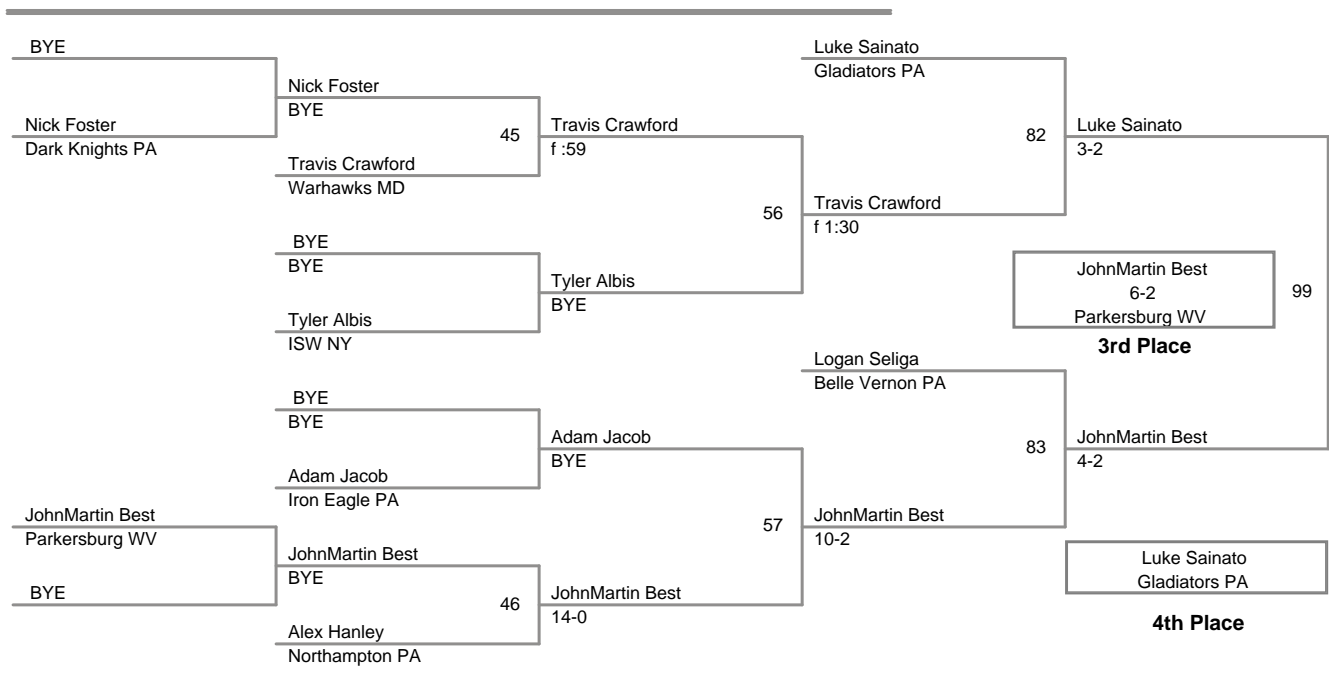 BYE
Nick Foster
Dark Knights PA
Nick Foster
BYE
45
Travis Crawford
Warhawks MD
Travis Crawford
f :59
BYE
BYE
Tyler Albis
ISW NY
Tyler Albis
BYE
56
Luke Sainato
Gladiators PA
Travis Crawford
f 1:30
82
Luke Sainato
3-2
JohnMartin Best
6-2
Parkersburg WV
3rd Place
99
BYE
BYE
Adam Jacob
Iron Eagle PA
Adam Jacob
BYE
JohnMartin Best
Parkersburg WV
BYE
JohnMartin Best
BYE
46
Alex Hanley
Northampton PA
JohnMartin Best
14-0
57
Logan Seliga
Belle Vernon PA
JohnMartin Best
10-2
83
JohnMartin Best
4-2
Luke Sainato
Gladiators PA
4th Place